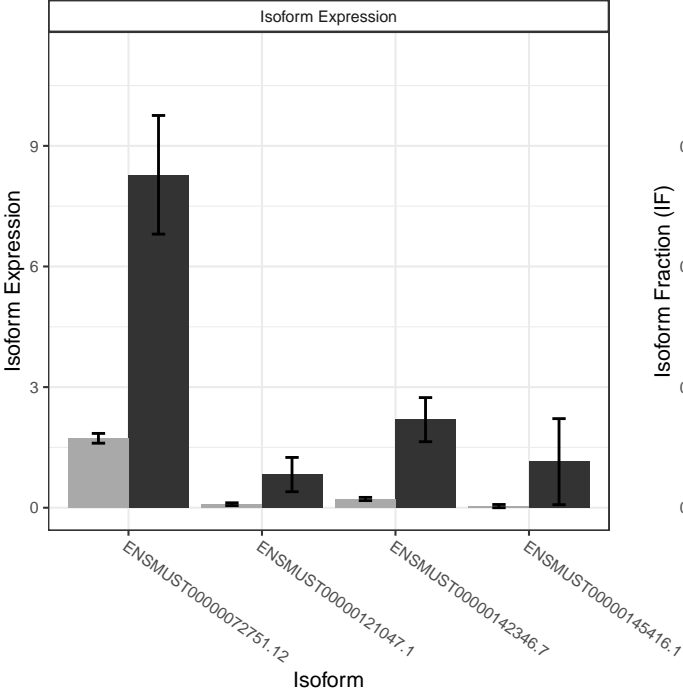 Isoform Expression
Isoform Expression
9
6
3
0
ENSMUST00000072751.12
ENSMUST00000121047.1
ENSMUST00000142346.7
ENSMUST00000145416.1
Isoform
Isoform Fraction (IF)